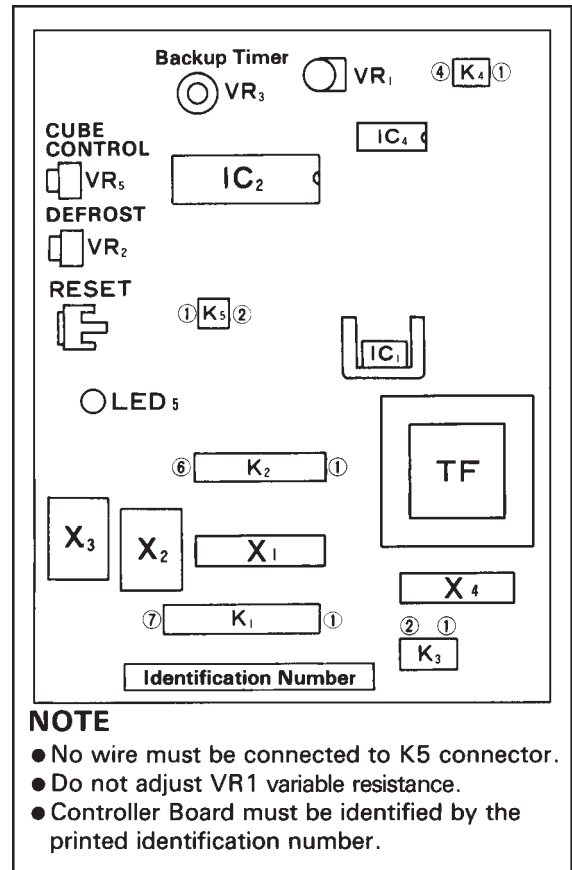 Backup Timer
VR3
VR1
④ K4 ①
IC4
CUBE
CONTROL
VR5
IC2
DEFROST
VR2
RESET
① K5 ②
IC1
LED 5
⑥ K2 ①
TF
X3
X2
X1
X4
⑦ K1 ①
② ①
K3
Identification Number
NOTE
● No wire must be connected to K5 connector.
● Do not adjust VR1 variable resistance.
● Controller Board must be identified by the
printed identification number.